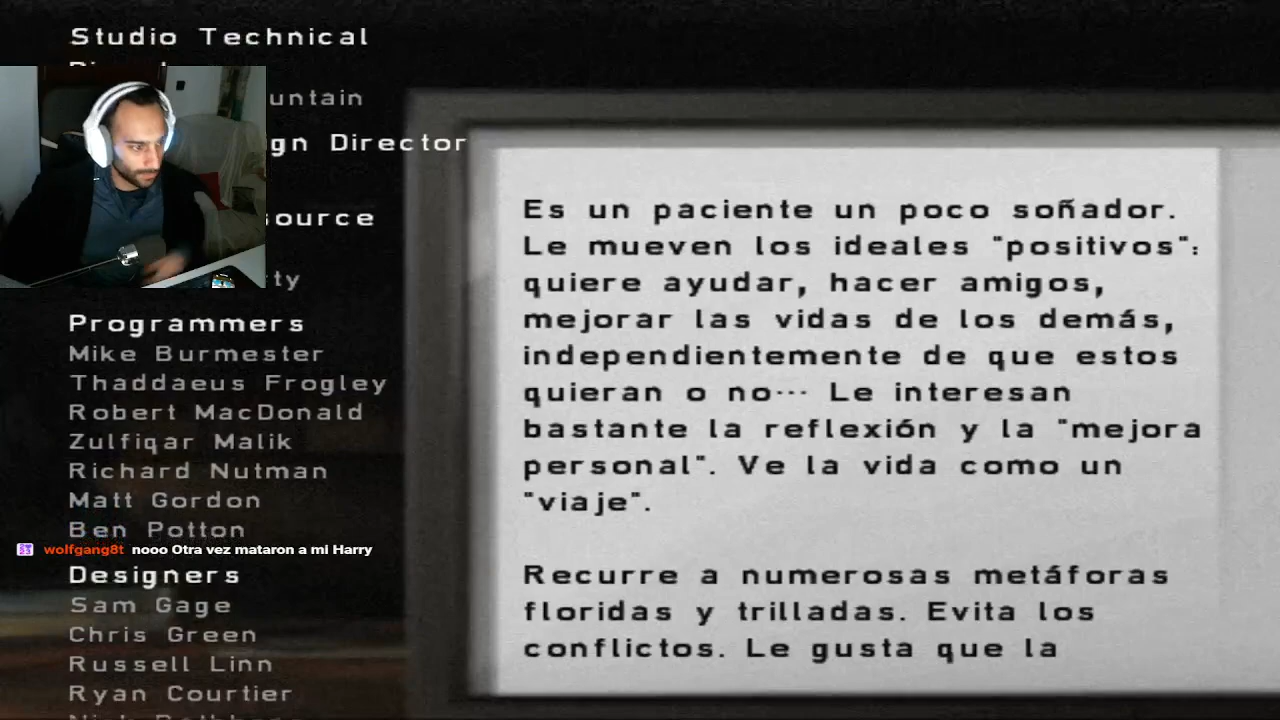 Studio Technical
untain
gn Director
source
ty
Programmers
Mike Burmester
Thaddaeus Frogley
Robert MacDonald
Zulfiqar Malik
Richard Nutman
Matt Gordon
Ben Potton
wolfgang8t nooo Otra vez mataron a mi Harry
Designers
Sam Gage
Chris Green
Russell Linn
Ryan Courtier
Es un paciente un poco soñador.
Le mueven los ideales "positivos":
quiere ayudar, hacer amigos,
mejorar las vidas de los demás,
independientemente de que estos
quieran o no... Le interesan
bastante la reflexión y la "mejora
personal". Ve la vida como un
"viaje".
Recurre a numerosas metáforas
floridas y trilladas. Evita los
conflictos. Le gusta que la